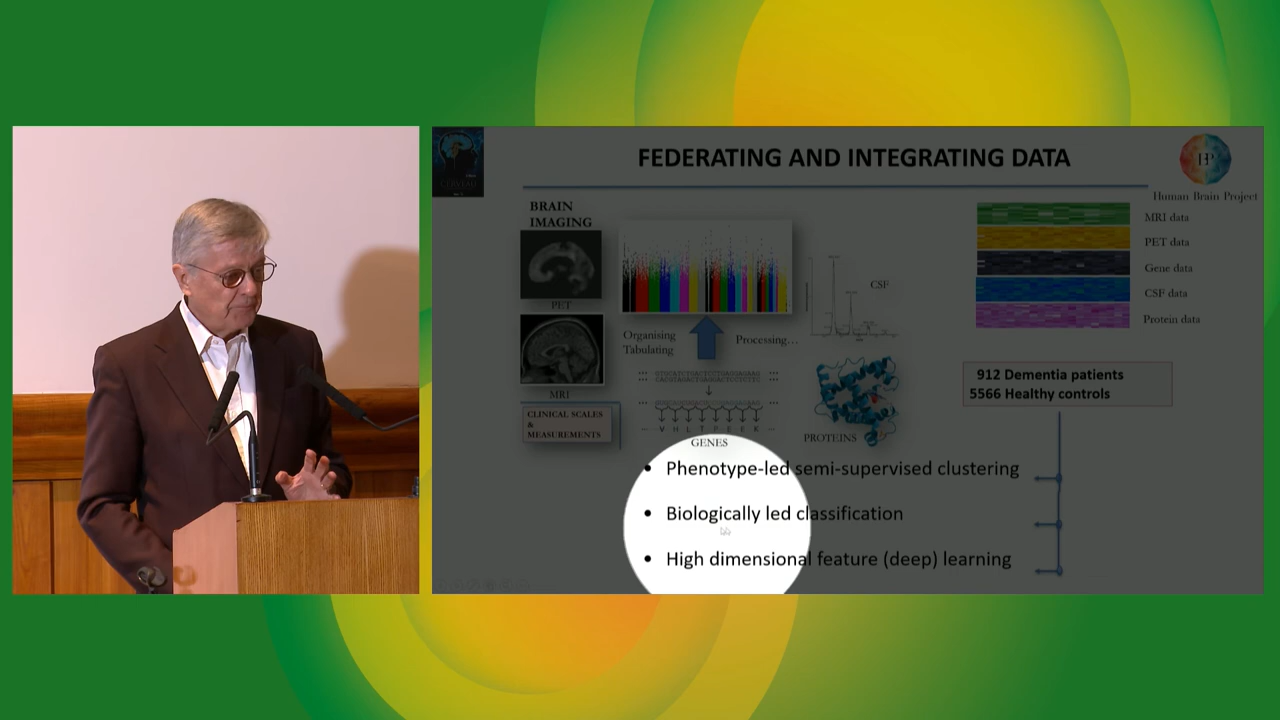 FEDERATING AND INTEGRATING DATA
Human Brain Project
BRAIN
IMAGING
PET
MRI
CLINICAL SCALES
&
MEASUREMENTS
Organising
Tabulating
Processing...
CSF
V H L T P E E K
GENES
PROTEINS
MRI data
PET data
Gene data
CSF data
Protein data
912 Dementia patients
5566 Healthy controls
• Phenotype-led semi-supervised clustering
• Biologically led classification
• High dimensional feature (deep) learning